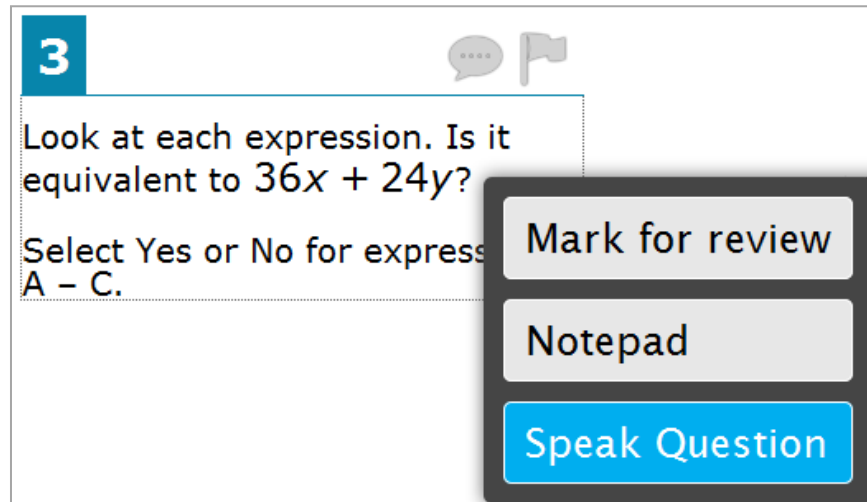 3
Look at each expression. Is it
equivalent to 36x + 24y?
Select Yes or No for express
A – C.
Mark for review
Notepad
Speak Question